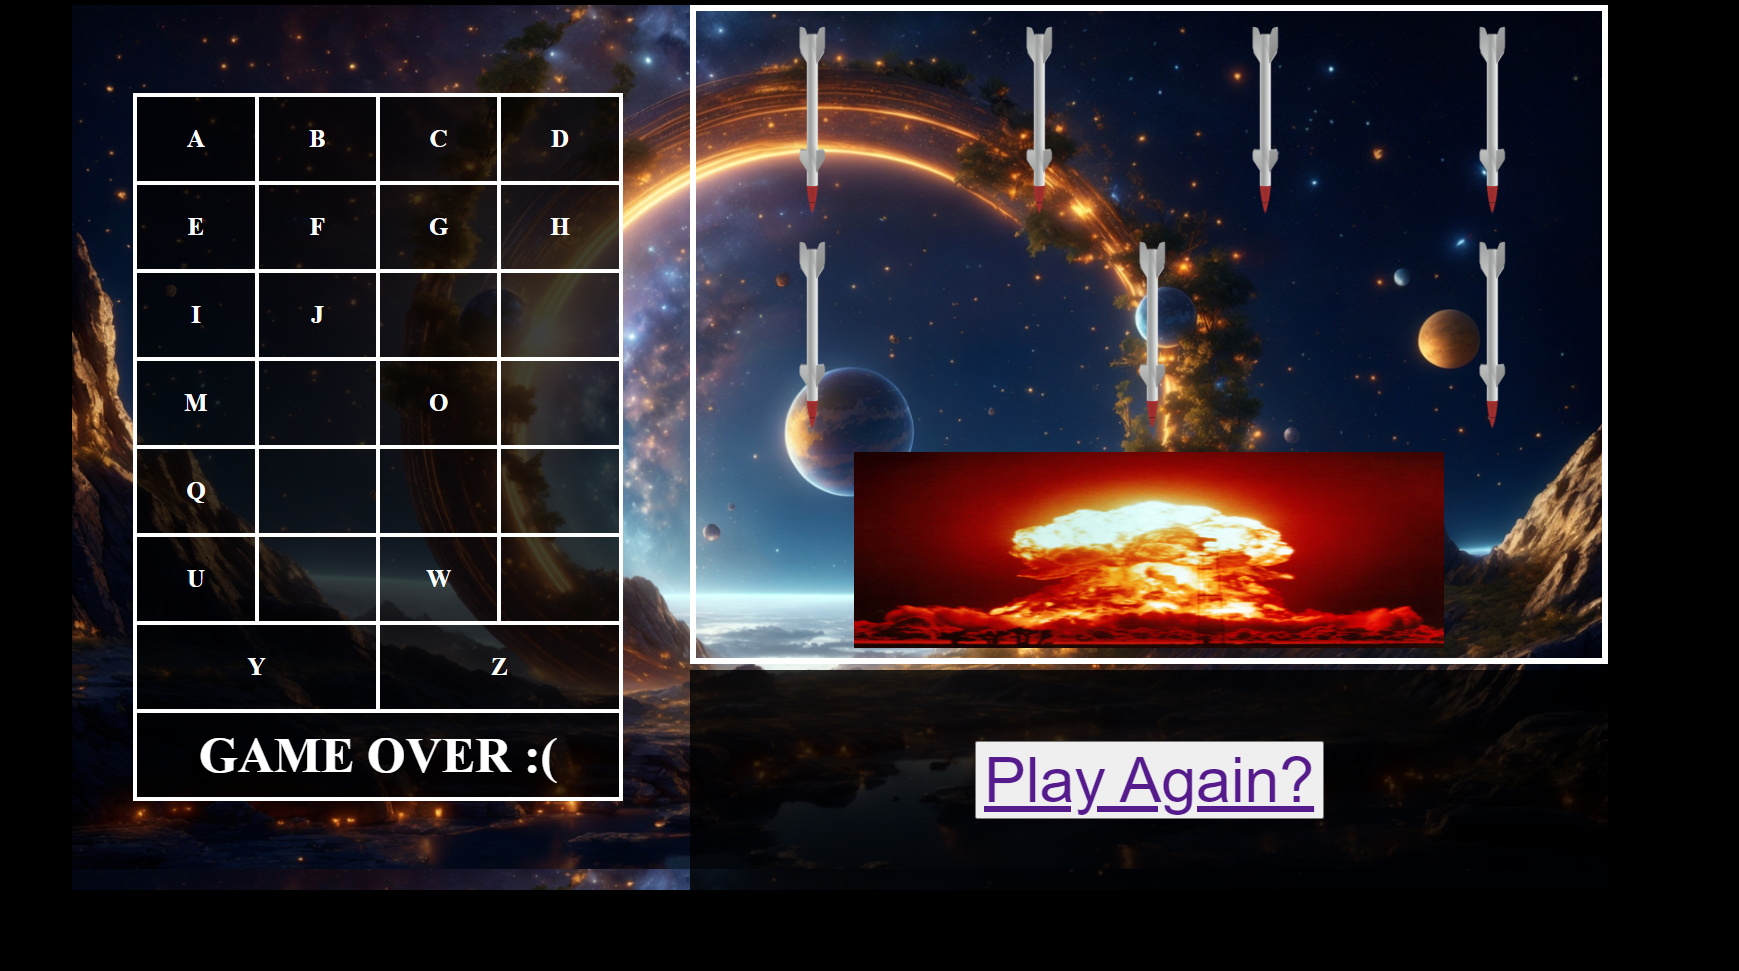 A B C D
E F G H
I J
M O
Q
U W
Y Z
GAME OVER :(
Play Again?